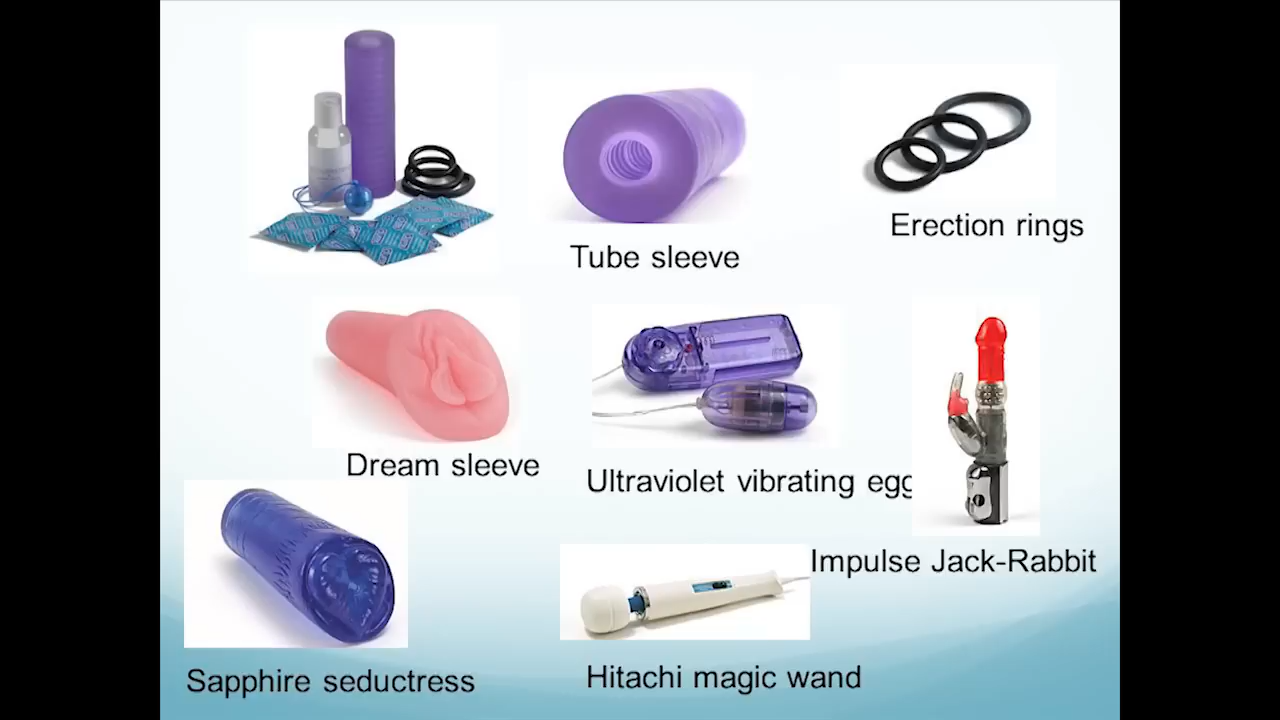 Tube sleeve
Erection rings
Dream sleeve
Ultraviolet vibrating egg
Impulse Jack-Rabbit
Sapphire seductress
Hitachi magic wand